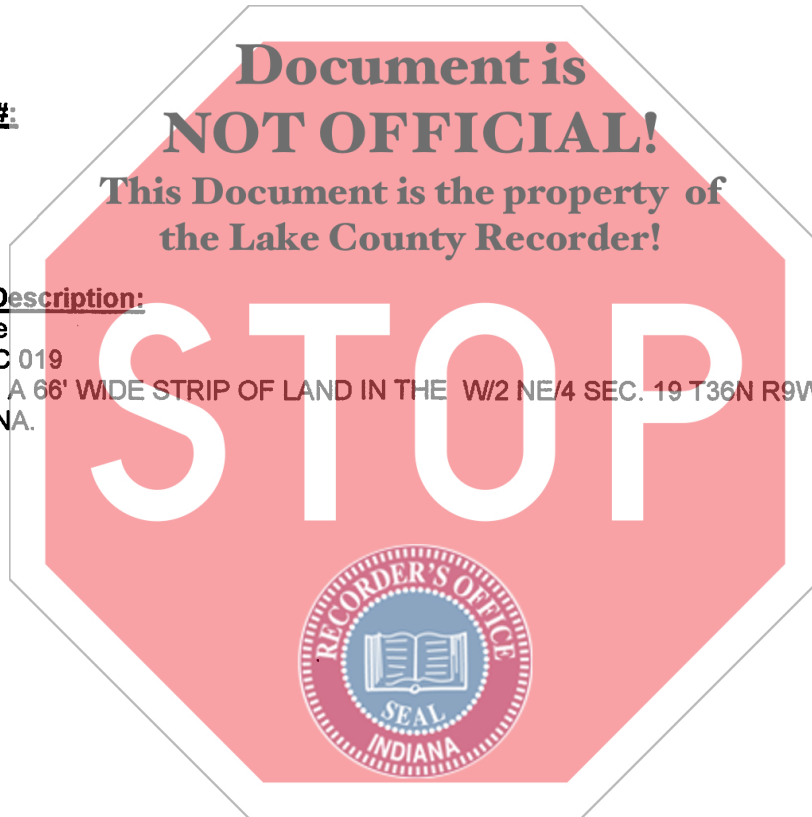 Document is
NOT OFFICIAL!
#:
This Document is the property of
the Lake County Recorder!
Description:
e
C 019
A 66' WIDE STRIP OF LAND IN THE W/2 NE/4 SEC. 19 T36N R9W
NA.
STOP
RECORDER'S OFFICE
SEAL
INDIANA